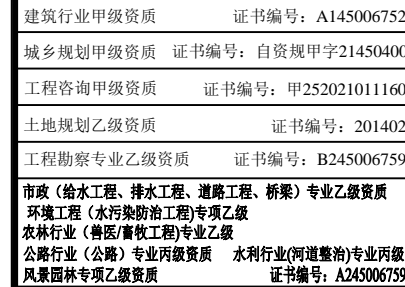 建筑行业甲级资质 证书编号：A145006752
城乡规划甲级资质 证书编号：自资规甲字21450400
工程咨询甲级资质 证书编号：甲252021011160
土地规划乙级资质 证书编号：201402
工程勘察专业乙级资质 证书编号：B245006759
市政（给水工程、排水工程、道路工程、桥梁）专业乙级资质
环境工程（水污染防治工程)专项乙级
农林行业（兽医/畜牧工程)专业乙级
公路行业（公路）专业丙级资质 水利行业(河道整治)专业丙级
风景园林专项乙级资质 证书编号：A245006759